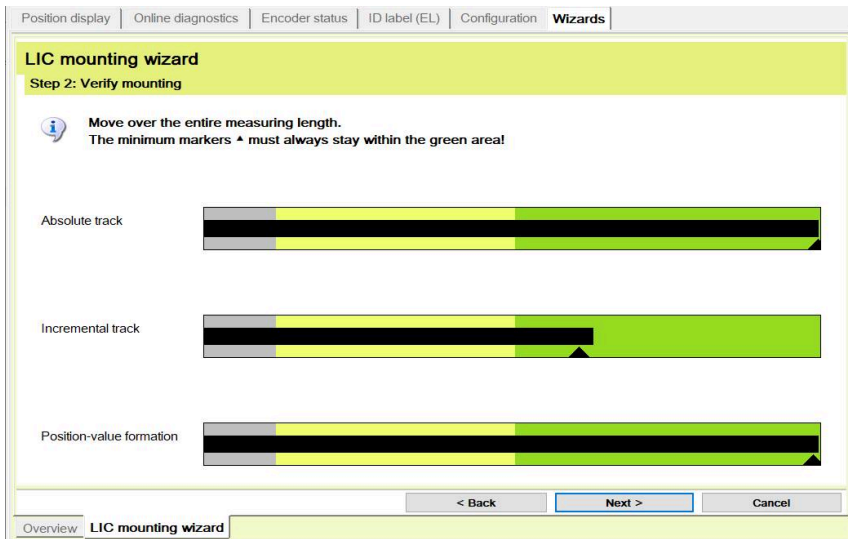 Position display Online diagnostics Encoder status ID label (EL) Configuration Wizards
LIC mounting wizard
Step 2: Verify mounting
Move over the entire measuring length.
The minimum markers ▲ must always stay within the green area!
Absolute track
Incremental track
Position-value formation
< Back Next > Cancel
Overview LIC mounting wizard